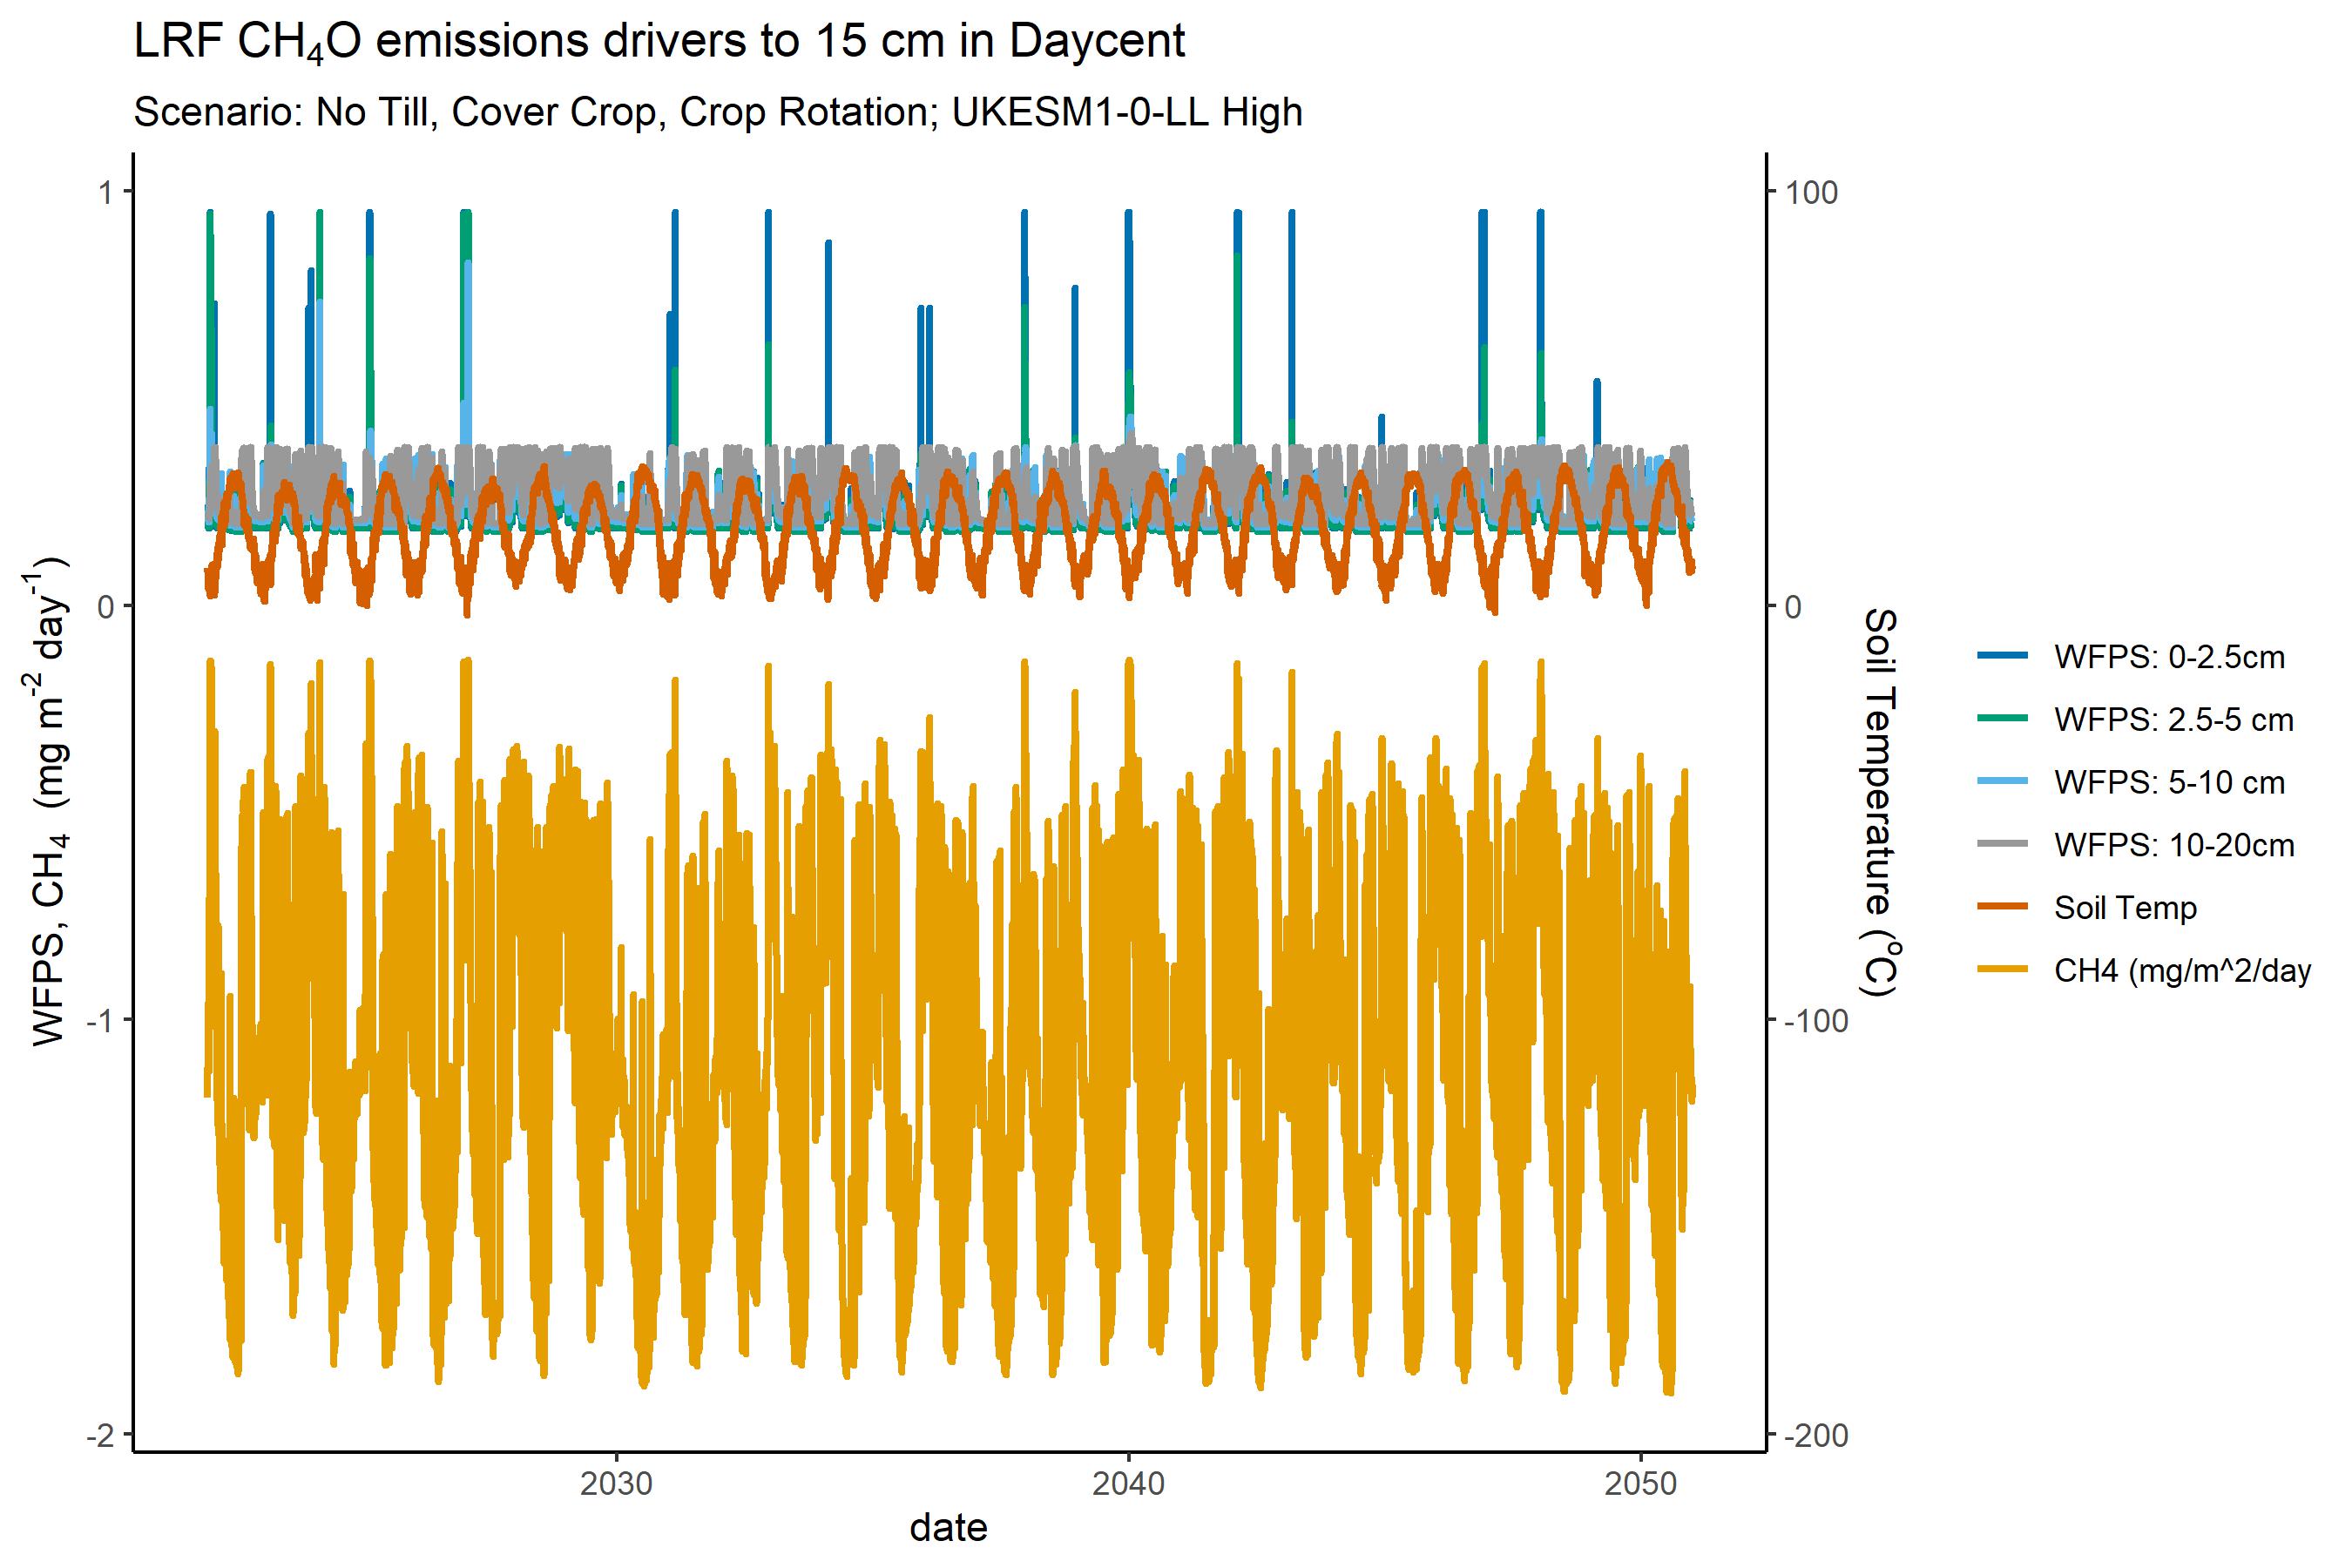 LRF CH₄O emissions drivers to 15 cm in Daycent
Scenario: No Till, Cover Crop, Crop Rotation; UKESM1-0-LL High
1
0
-1
-2
WFPS, CH₄ (mg m⁻² day⁻¹)
100
0
-100
-200
Soil Temperature (ᵒC)
2030
2040
2050
date
WFPS: 0-2.5cm
WFPS: 2.5-5 cm
WFPS: 5-10 cm
WFPS: 10-20cm
Soil Temp
CH4 (mg/m^2/day